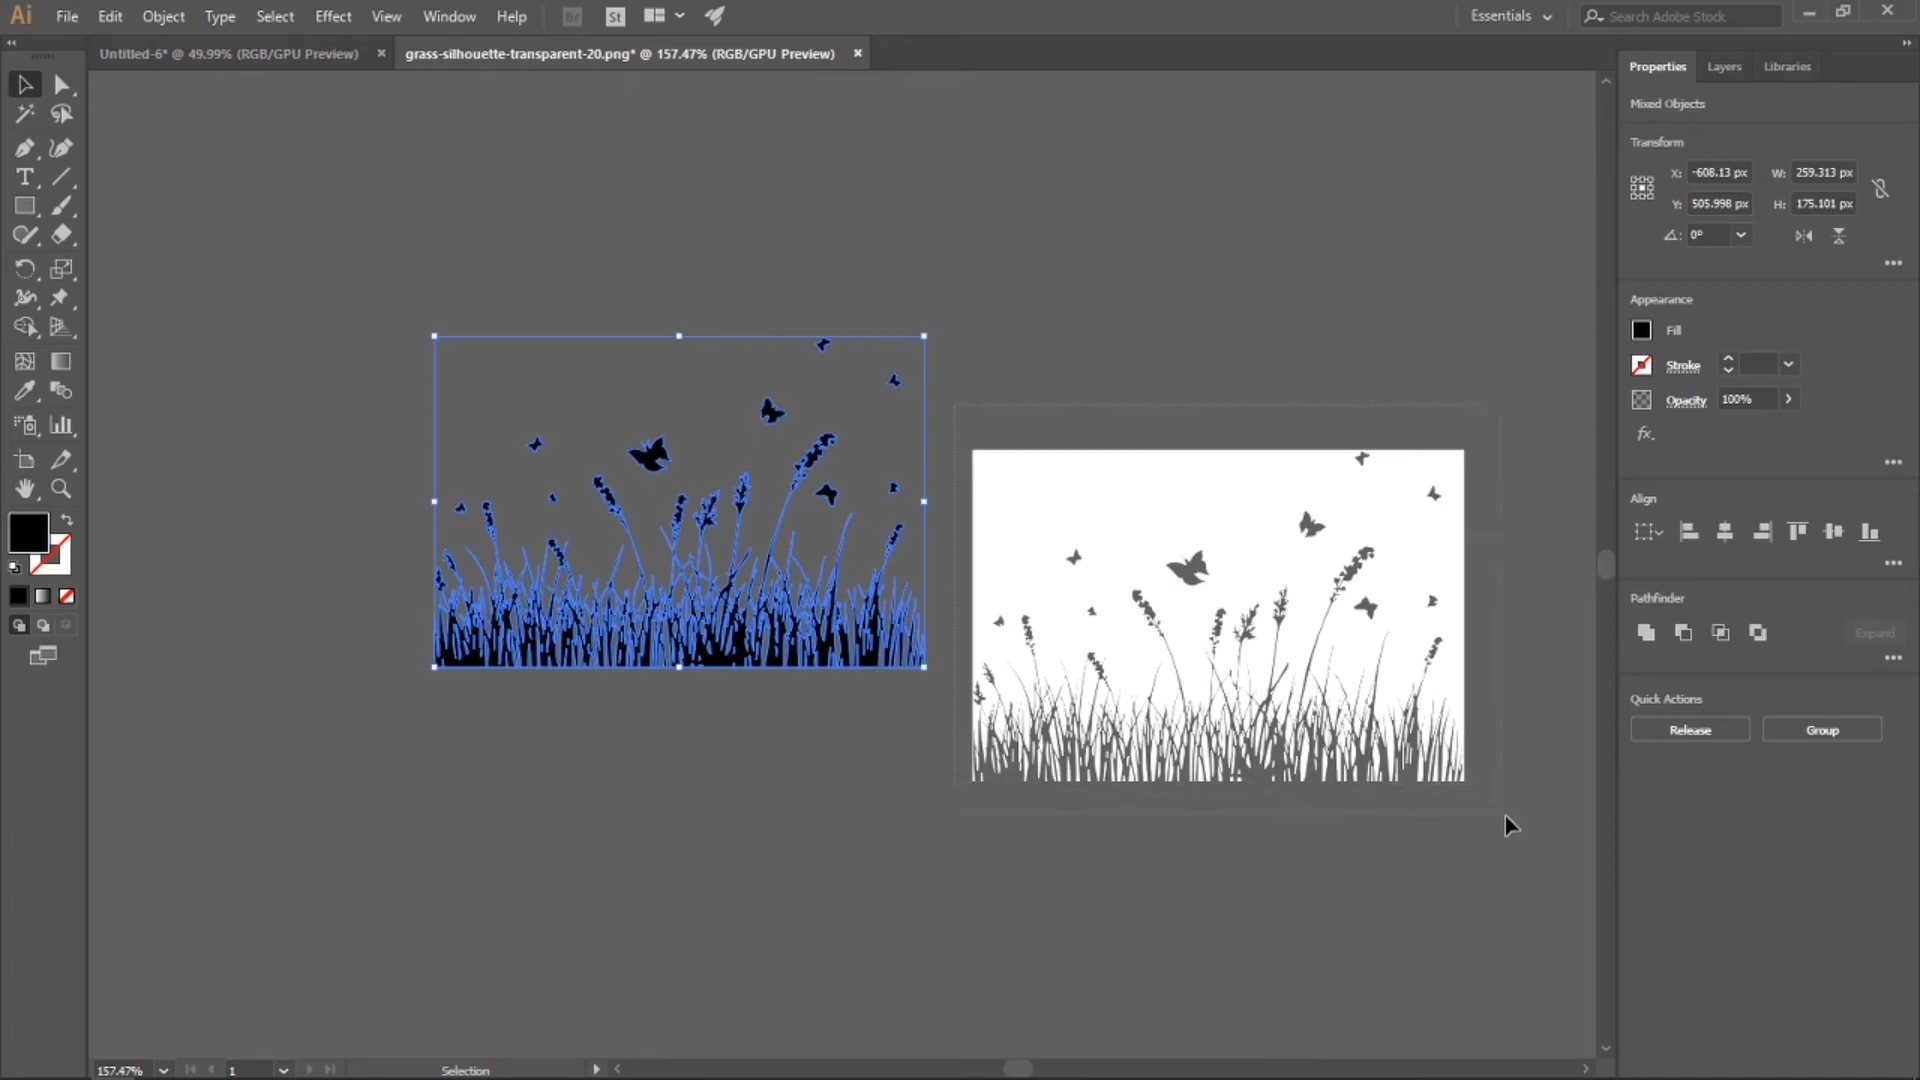 Ai File Edit Object Type Select Effect View Window Help Br St Essentials Search Adobe Stock
Untitled-6* @ 49.99% (RGB/GPU Preview) × grass-silhouette-transparent-20.png* @ 157.47% (RGB/GPU Preview) ×
Properties Layers Libraries
Mixed Objects
Transform
X: -608.13 px W: 259.313 px
Y: 505.998 px H: 175.101 px
0°
Appearance
Fill
Stroke
Opacity 100%
fx.
Align
Pathfinder
Expand
Quick Actions
Release Group
157.47% 1 Selection